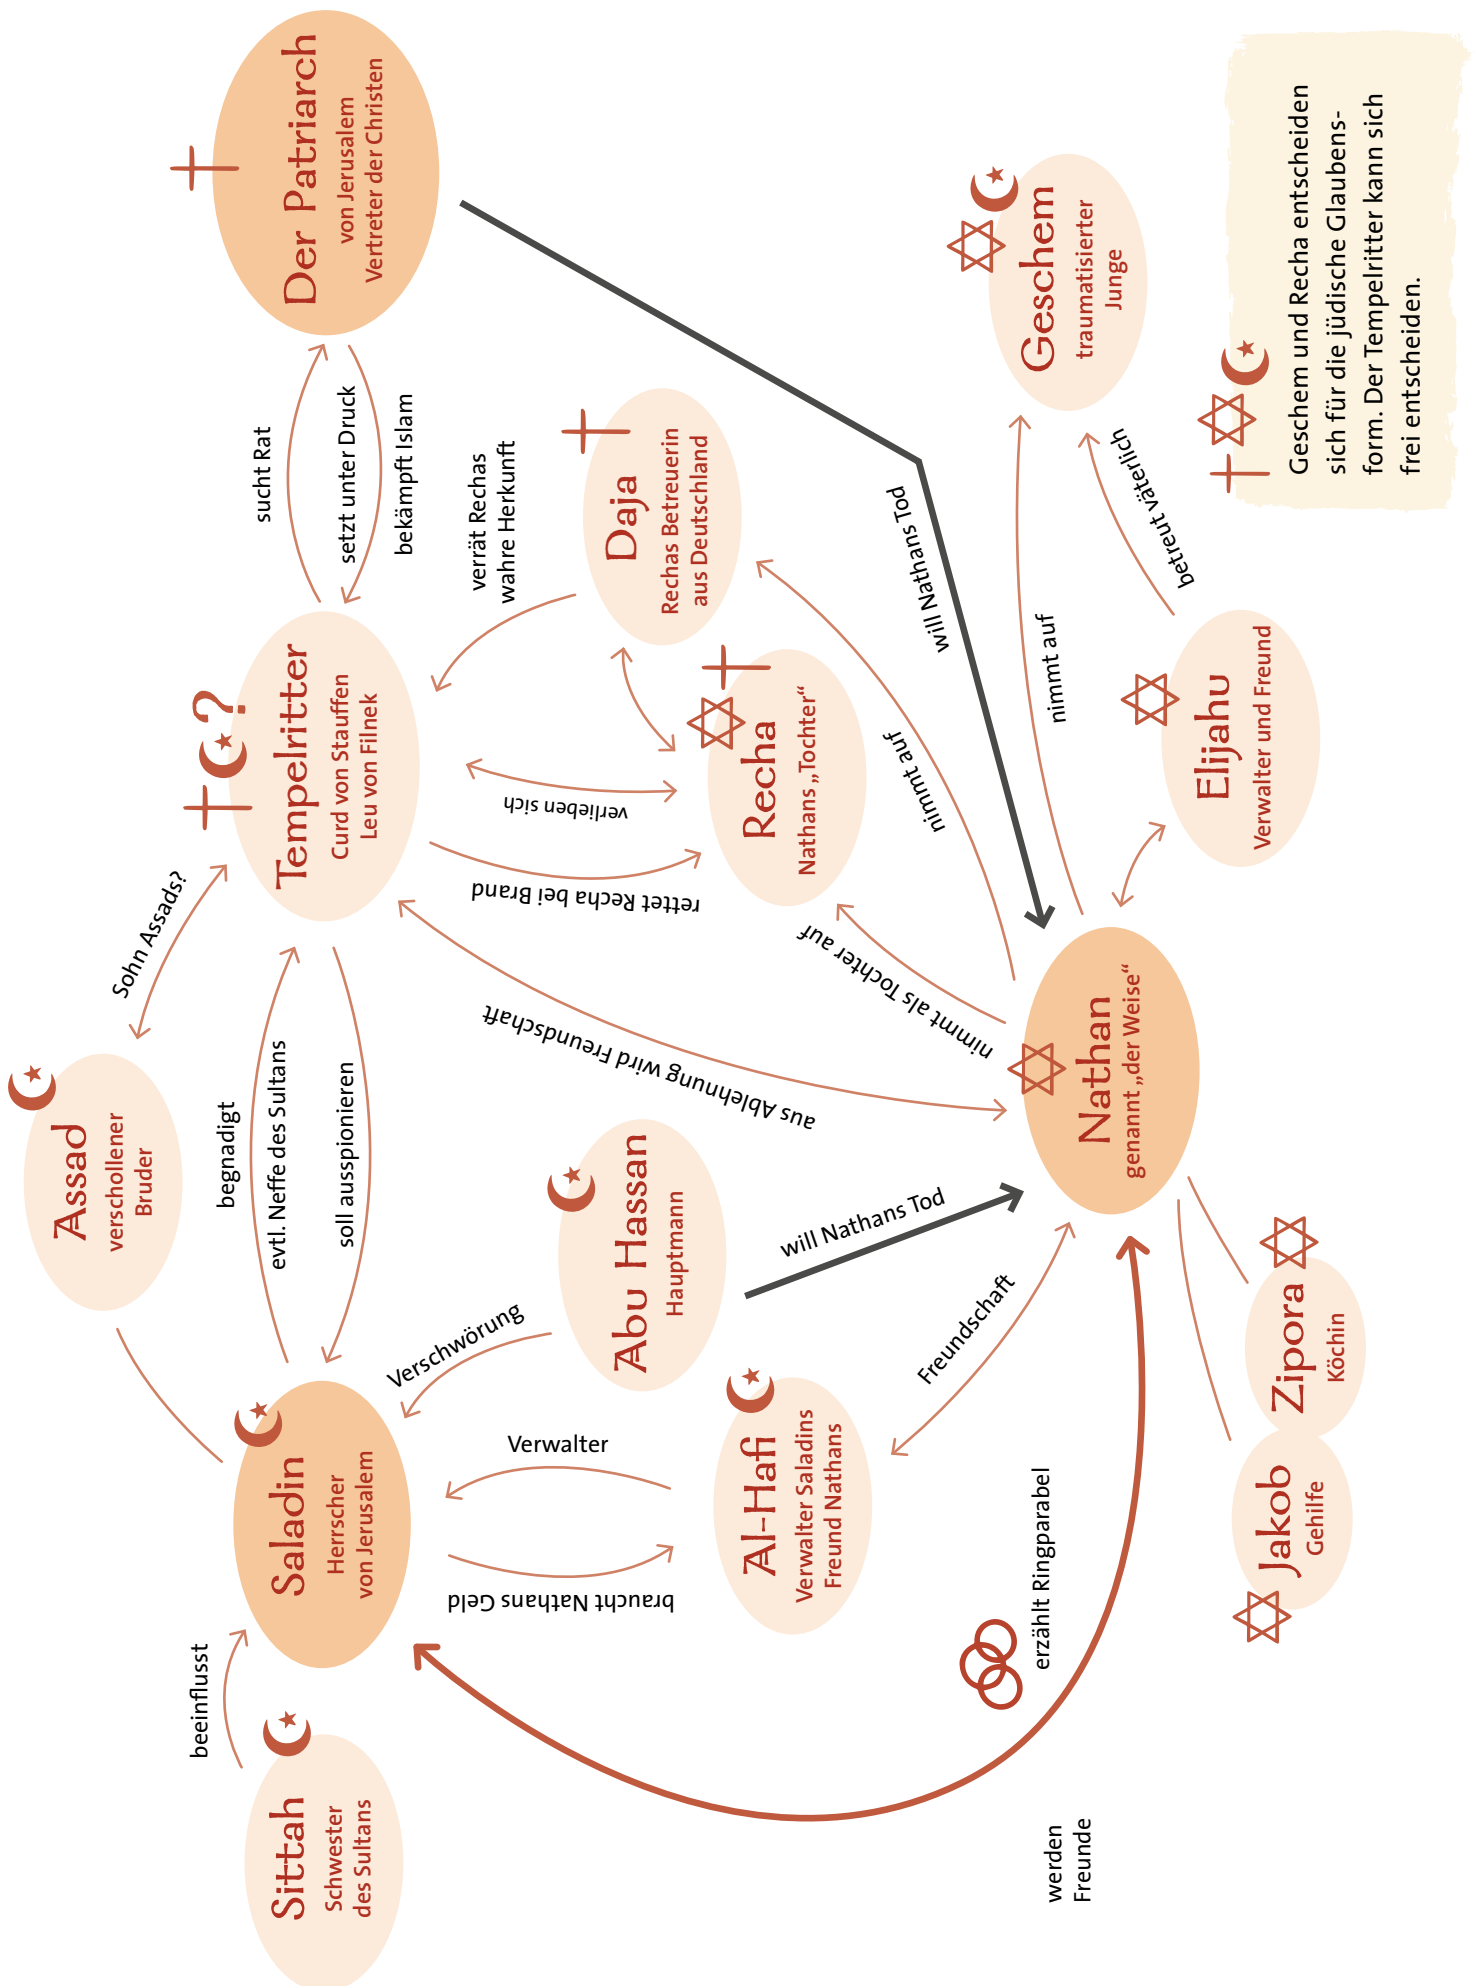 Assad
verschollener
Bruder
Sohn Assads?
beeinflusst
begnadigt
evtl. Neffe des Sultans
soll ausspionieren
sucht Rat
setzt unter Druck
bekämpft Islam
Sittah
Schwester
des Sultans
Saladin
Herrscher
von Jerusalem
Tempelritter
Curd von Stauffen
Leu von Filnek
?
Der Patriarch
von Jerusalem
Vertreter der Christen
Verschwörung
Verwalter
braucht Nathans Geld
rettet Recha bei Brand
verlieben sich
verrät Rechas
wahre Herkunft
Abu Hassan
Hauptmann
Daja
Rechas Betreuerin
aus Deutschland
Al-Hafi
Verwalter Saladins
Freund Nathans
Recha
Nathans „Tochter“
aus Ablehnung wird Freundschaft
will Nathans Tod
nimmt als Tochter auf
nimmt auf
will Nathans Tod
Freundschaft
erzählt Ringparabel
werden
Freunde
nimmt auf
betreut väterlich
Geschem
traumatisierter
Junge
Nathan
genannt „der Weise“
Elijahu
Verwalter und Freund
Jakob
Gehilfe
Zipora
Köchin
Geschem und Recha entscheiden
sich für die jüdische Glaubens-
form. Der Tempelritter kann sich
frei entscheiden.